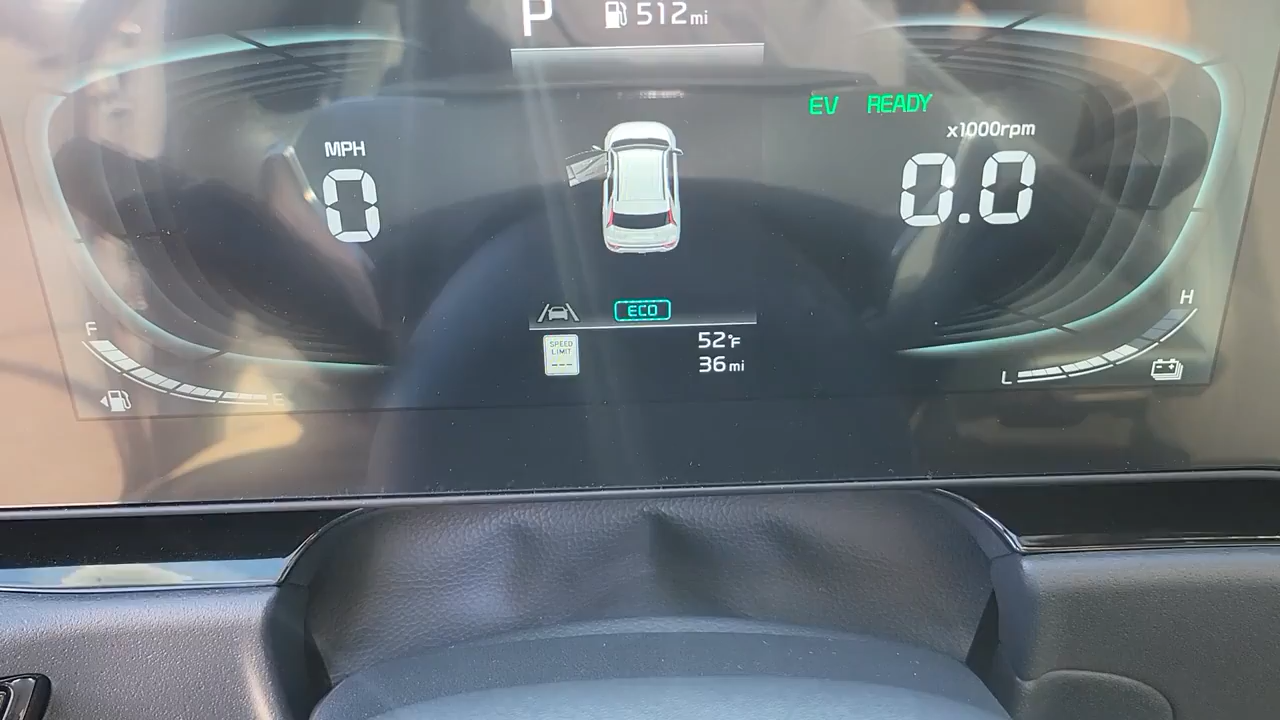 P 512mi
EV READY
MPH
x1000rpm
0
0.0
ECO
H
F
SPEED
LIMIT
---
52°F
36mi
L
E